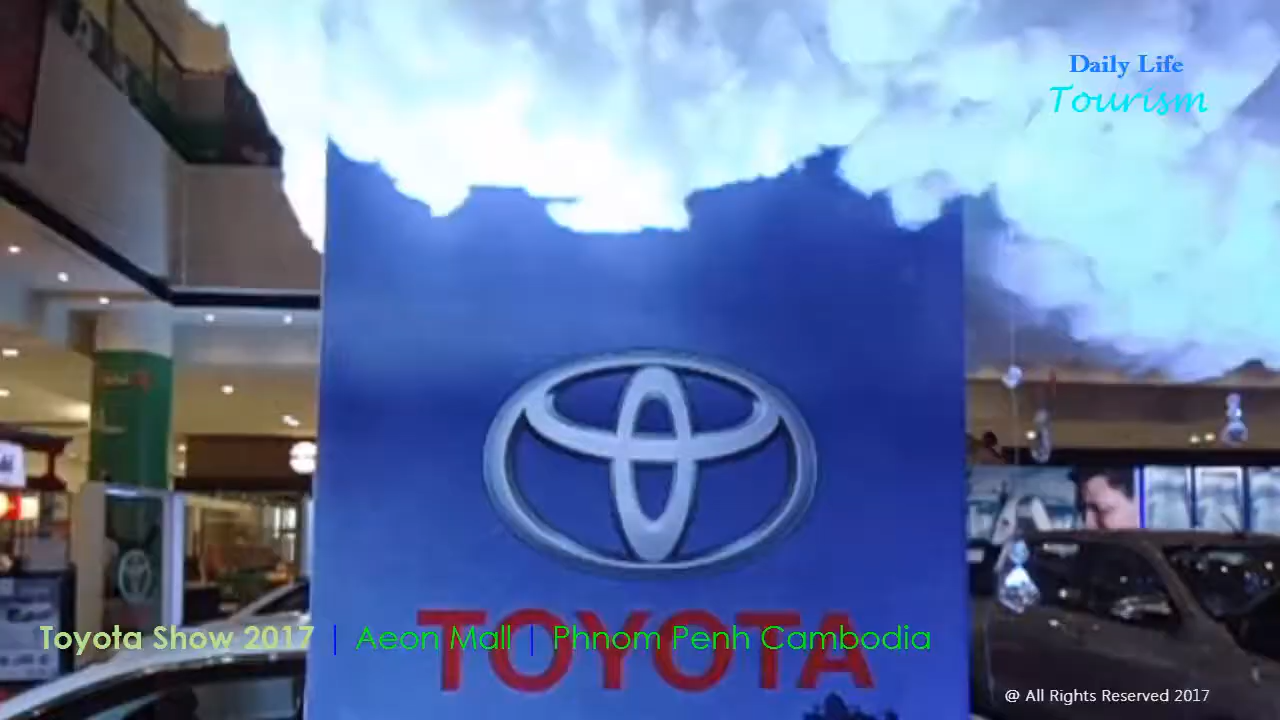 Daily Life
Tourism
TOYOTA
Toyota Show 2017 | Aeon Mall | Phnom Penh Cambodia
@ All Rights Reserved 2017